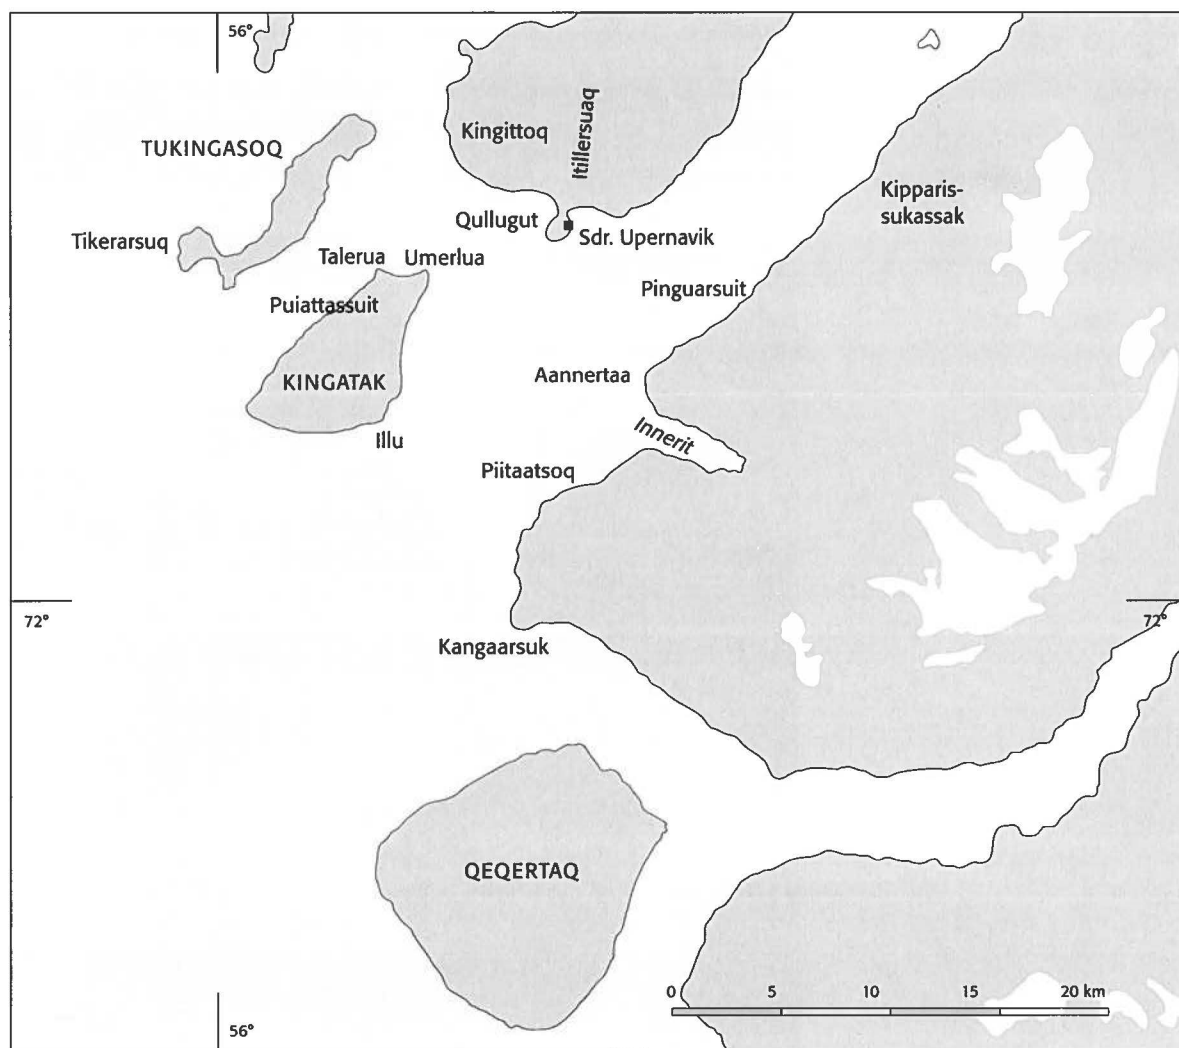 56°
Kingittoq
Itillersuaq
TUKINGASOQ
Kipparis-
sukassak
Qullugut
Sdr. Upernavik
Tikerarsuq
Talerua
Umerlua
Pinguarsuit
Puiattassuit
Aannertaa
KINGATAK
Illu
Innerit
Piitaatsoq
72°
72°
Kangaarsuk
QEQERTAQ
0 5 10 15 20 km
56°